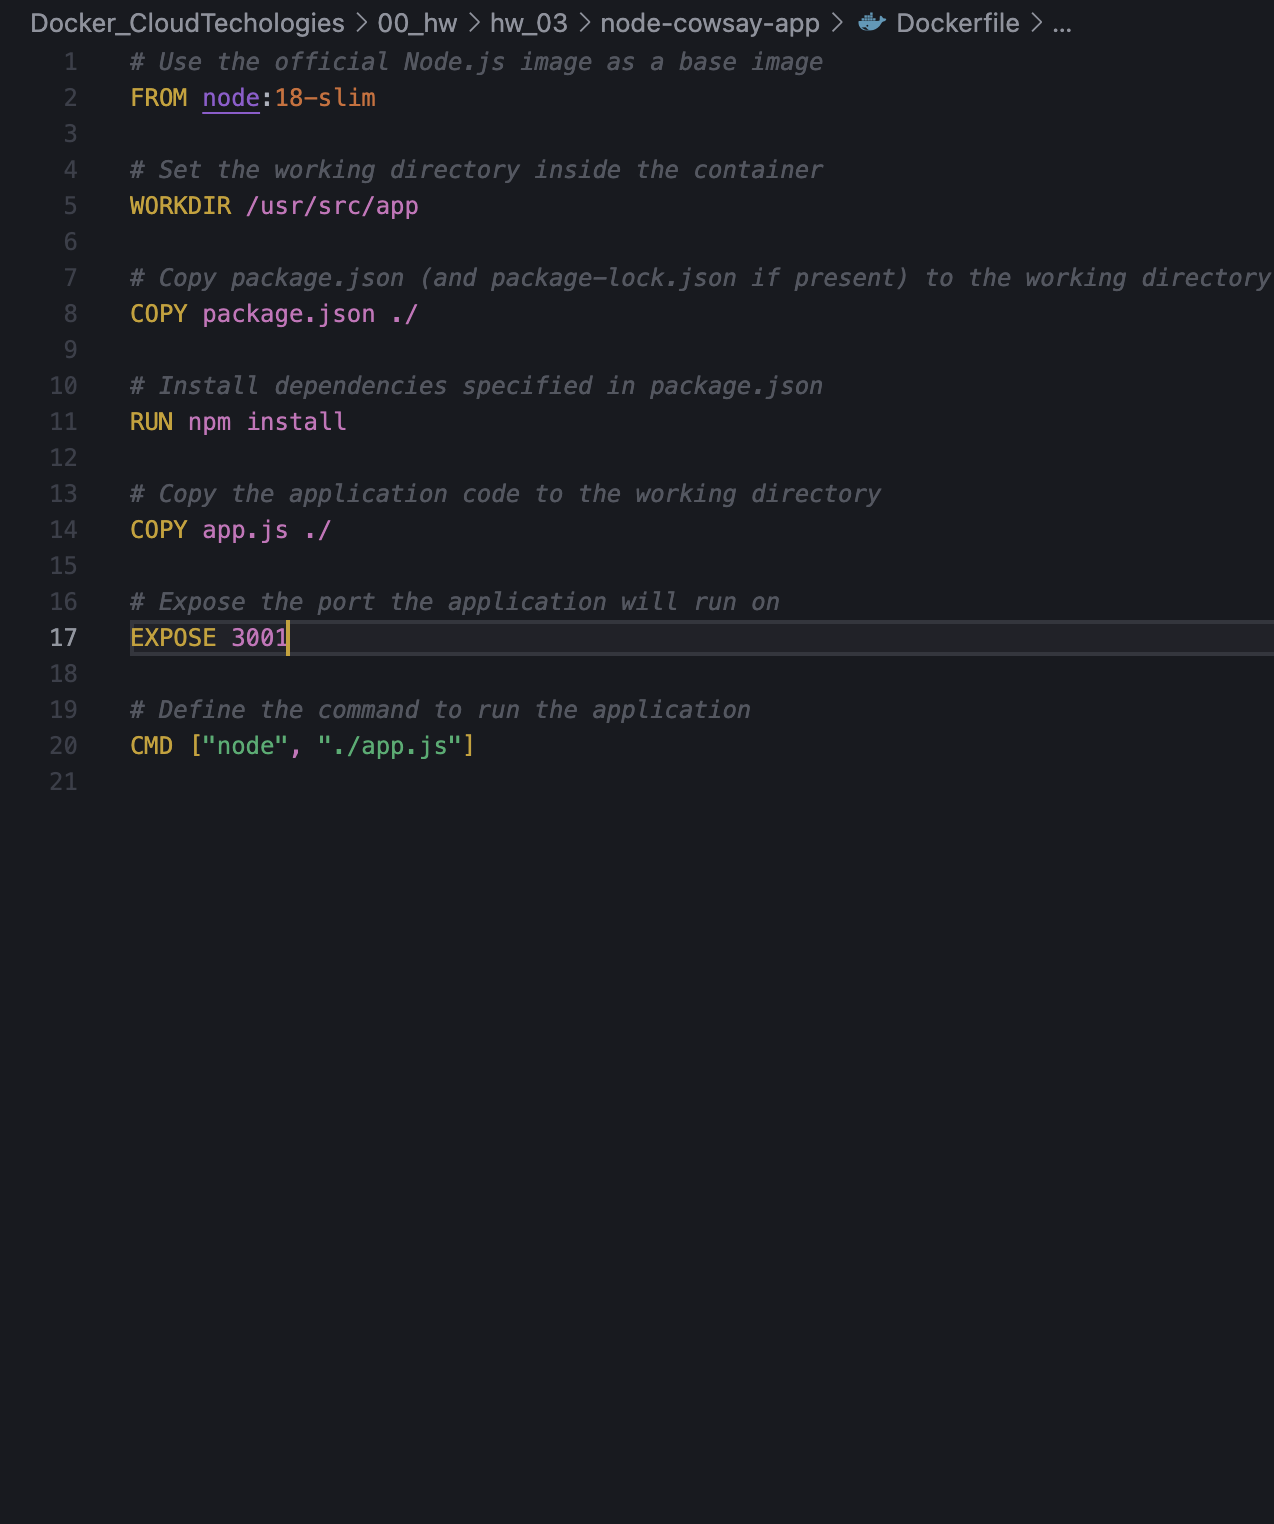 Docker_CloudTechologies > 00_hw > hw_03 > node-cowsay-app > Dockerfile > ...
1 # Use the official Node.js image as a base image
2 FROM node:18-slim
3
4 # Set the working directory inside the container
5 WORKDIR /usr/src/app
6
7 # Copy package.json (and package-lock.json if present) to the working directory
8 COPY package.json ./
9
10 # Install dependencies specified in package.json
11 RUN npm install
12
13 # Copy the application code to the working directory
14 COPY app.js ./
15
16 # Expose the port the application will run on
17 EXPOSE 3001
18
19 # Define the command to run the application
20 CMD ["node", "./app.js"]
21